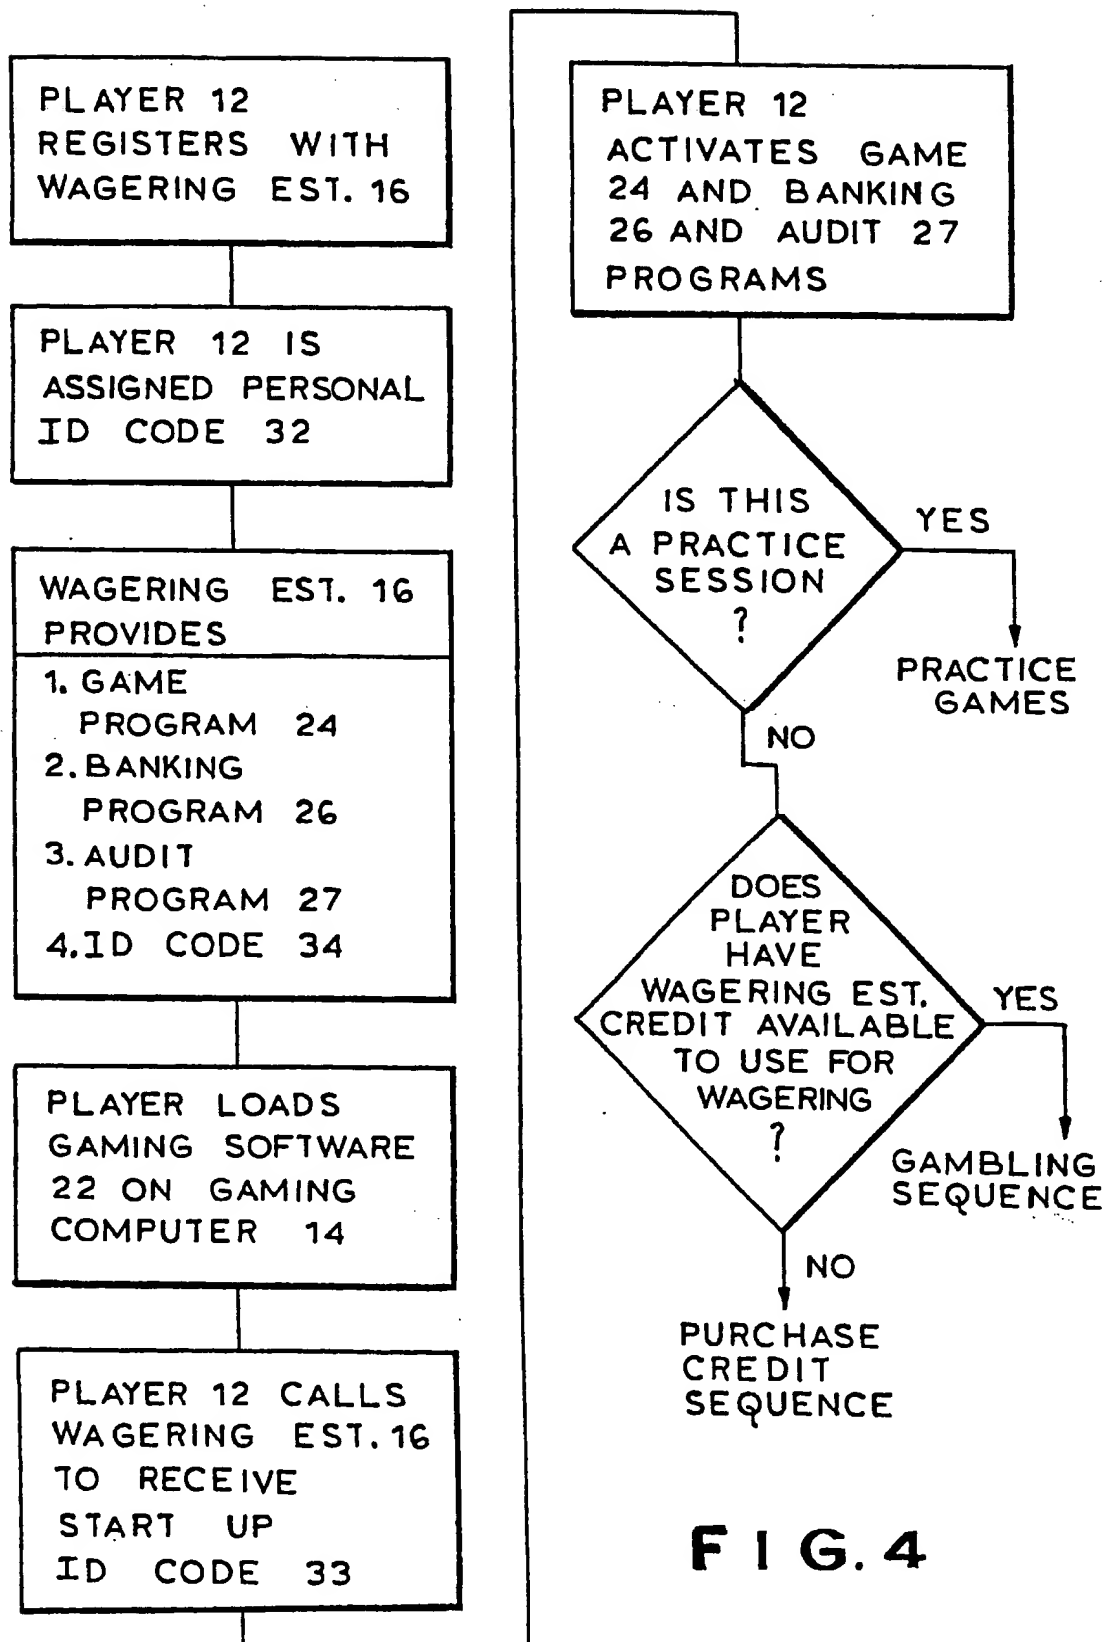 PLAYER 12
REGISTERS WITH
WAGERING EST. 16
PLAYER 12 IS
ASSIGNED PERSONAL
ID CODE 32
WAGERING EST. 16
PROVIDES
1. GAME
PROGRAM 24
2. BANKING
PROGRAM 26
3. AUDIT
PROGRAM 27
4. ID CODE 34
PLAYER LOADS
GAMING SOFTWARE
22 ON GAMING
COMPUTER 14
PLAYER 12 CALLS
WAGERING EST. 16
TO RECEIVE
START UP
ID CODE 33
PLAYER 12
ACTIVATES GAME
24 AND BANKING
26 AND AUDIT 27
PROGRAMS
IS THIS
A PRACTICE
SESSION
?
YES
PRACTICE
GAMES
NO
DOES
PLAYER
HAVE
WAGERING EST.
CREDIT AVAILABLE
TO USE FOR
WAGERING
?
YES
GAMBLING
SEQUENCE
NO
PURCHASE
CREDIT
SEQUENCE
FIG. 4